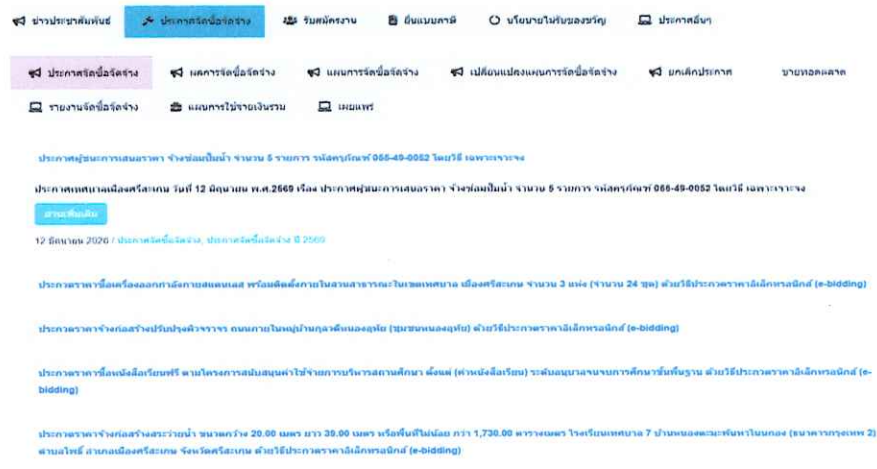 ข่าวประชาสัมพันธ์ ประกาศจัดซื้อจัดจ้าง รับสมัครงาน ยื่นแบบภาษี นโยบายไม่รับของขวัญ ประกาศอื่นๆ
ประกาศจัดซื้อจัดจ้าง ผลการจัดซื้อจัดจ้าง แผนการจัดซื้อจัดจ้าง เปลี่ยนแปลงแผนการจัดซื้อจัดจ้าง ยกเลิกประกาศ ขายทอดตลาด
รายงานจัดซื้อจัดจ้าง แผนการใช้จ่ายเงินรวม เผยแพร่
ประกาศผู้ชนะการเสนอราคา จ้างซ่อมปั๊มน้ำ จำนวน 5 รายการ รหัสครุภัณฑ์ 055-49-0052 โดยวิธี เฉพาะเจาะจง
ประกาศเทศบาลเมืองศรีสะเกษ วันที่ 12 มิถุนายน พ.ศ.2569 เรื่อง ประกาศผู้ชนะการเสนอราคา จ้างซ่อมปั๊มน้ำ จำนวน 5 รายการ รหัสครุภัณฑ์ 055-49-0052 โดยวิธี เฉพาะเจาะจง
อ่านเพิ่มเติม
12 มิถุนายน 2026 / ประกาศจัดซื้อจัดจ้าง, ประกาศจัดซื้อจัดจ้าง ปี 2569
ประกวดราคาซื้อเครื่องออกกำลังกายสแตนเลส พร้อมติดตั้งภายในสวนสาธารณะในเขตเทศบาล เมืองศรีสะเกษ จำนวน 3 แห่ง (จำนวน 24 ชุด) ด้วยวิธีประกวดราคาอิเล็กทรอนิกส์ (e-bidding)
ประกวดราคาจ้างก่อสร้างปรับปรุงผิวจราจร ถนนภายในหมู่บ้านกุลวดีหนองอุทัย (ชุมชนหนองอุทัย) ด้วยวิธีประกวดราคาอิเล็กทรอนิกส์ (e-bidding)
ประกวดราคาซื้อหนังสือเรียนฟรี ตามโครงการสนับสนุนค่าใช้จ่ายการบริหารสถานศึกษา ตั้งแต่ (ค่าหนังสือเรียน) ระดับอนุบาลจนจบการศึกษาขั้นพื้นฐาน ด้วยวิธีประกวดราคาอิเล็กทรอนิกส์ (e-
bidding)
ประกวดราคาจ้างก่อสร้างสระว่ายน้ำ ขนาดกว้าง 20.00 เมตร ยาว 39.00 เมตร หรือพื้นที่ไม่น้อย กว่า 1,730.00 ตารางเมตร โรงเรียนเทศบาล 7 บ้านหนองตะมะพันทาโนนกอง (ธนาคารกรุงเทพ 2)
ตำบลโพธิ์ อำเภอเมืองศรีสะเกษ จังหวัดศรีสะเกษ ด้วยวิธีประกวดราคาอิเล็กทรอนิกส์ (e-bidding)